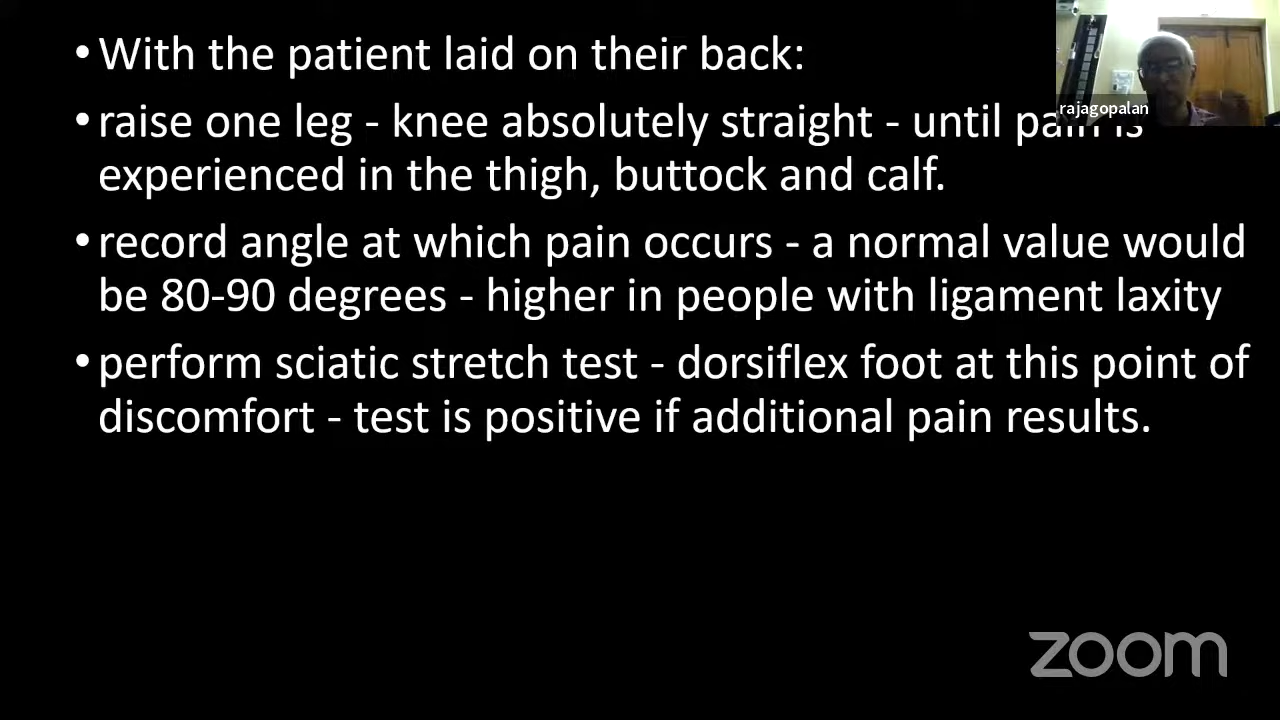 • With the patient laid on their back:
• raise one leg - knee absolutely straight - until pain is
experienced in the thigh, buttock and calf.
• record angle at which pain occurs - a normal value would
be 80-90 degrees - higher in people with ligament laxity
• perform sciatic stretch test - dorsiflex foot at this point of
discomfort - test is positive if additional pain results.
rajagopalan
zoom